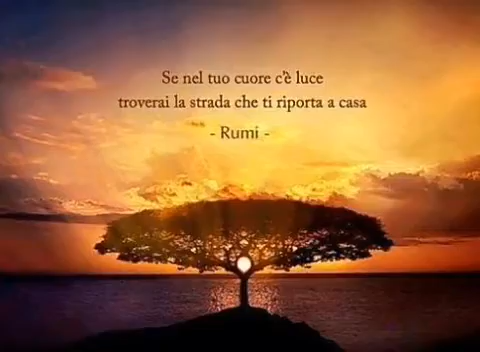 Se nel tuo cuore c'è luce
troverai la strada che ti riporta a casa
- Rumi -